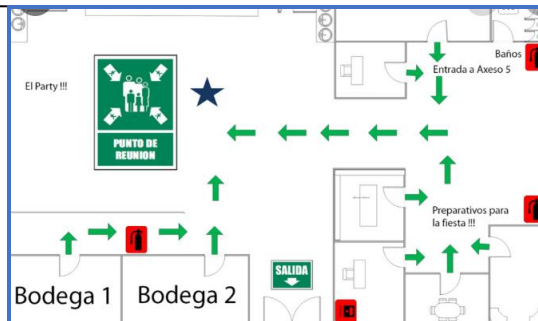 Baños
Entrada a Axeso 5
El Party !!!
PUNTO DE
REUNION
Preparativos para
la fiesta !!!
SALIDA
Bodega 1
Bodega 2